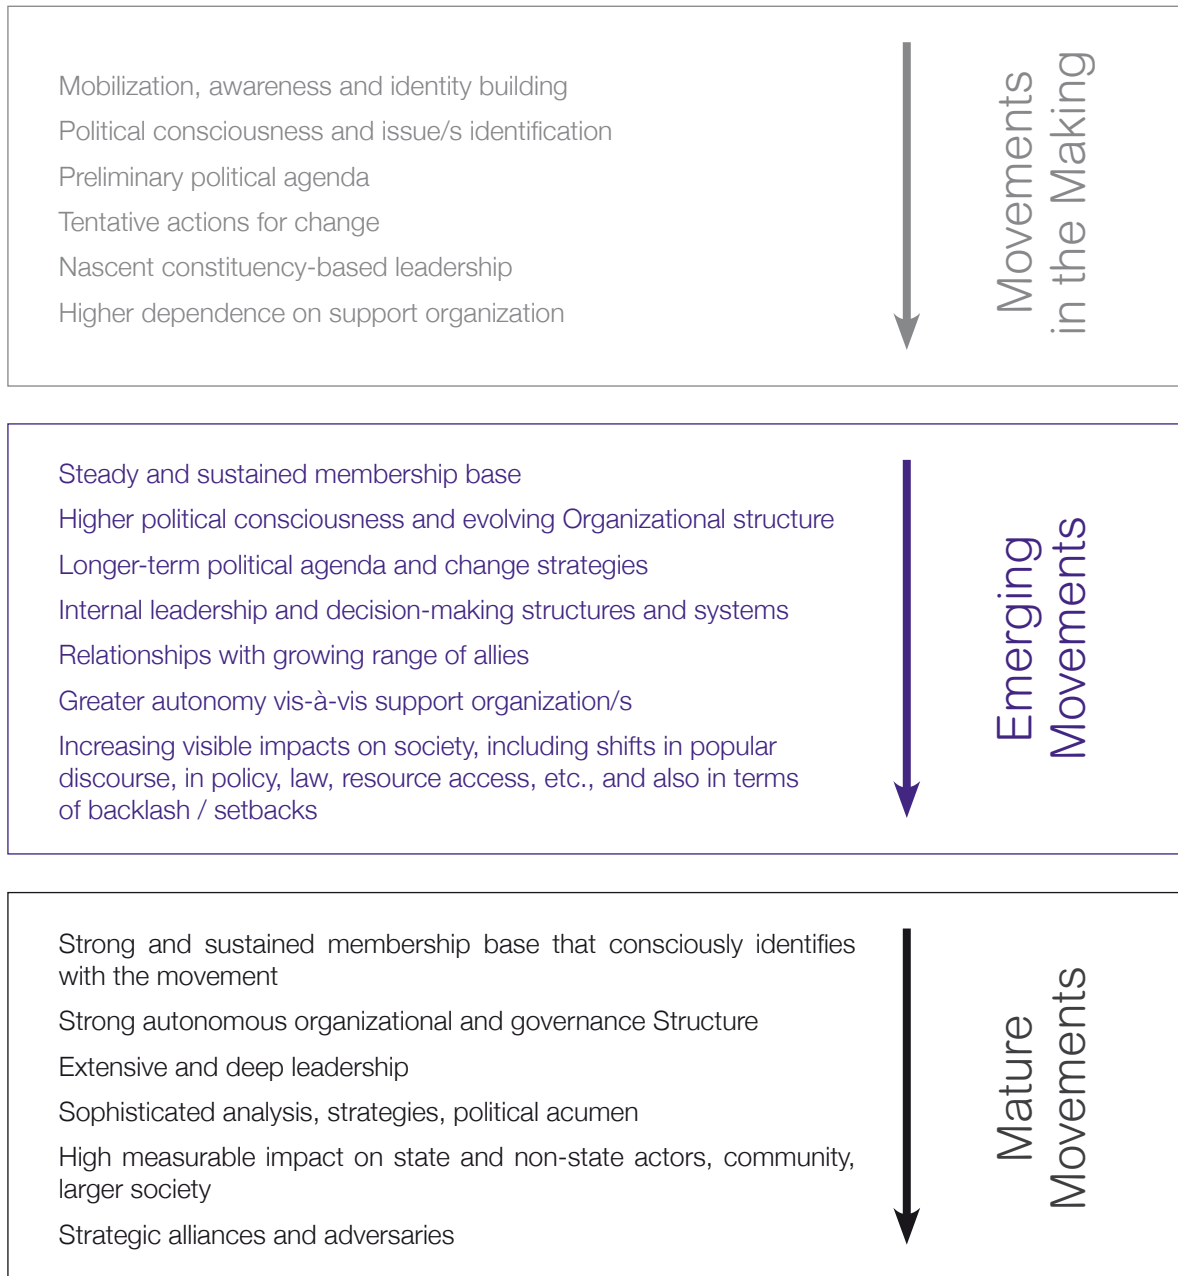 Mobilization, awareness and identity building
Political consciousness and issue/s identification
Preliminary political agenda
Tentative actions for change
Nascent constituency-based leadership
Higher dependence on support organization
Movements
in the Making
Steady and sustained membership base
Higher political consciousness and evolving Organizational structure
Longer-term political agenda and change strategies
Internal leadership and decision-making structures and systems
Relationships with growing range of allies
Greater autonomy vis-à-vis support organization/s
Increasing visible impacts on society, including shifts in popular
discourse, in policy, law, resource access, etc., and also in terms
of backlash / setbacks
Emerging
Movements
Strong and sustained membership base that consciously identifies
with the movement
Strong autonomous organizational and governance Structure
Extensive and deep leadership
Sophisticated analysis, strategies, political acumen
High measurable impact on state and non-state actors, community,
larger society
Strategic alliances and adversaries
Mature
Movements